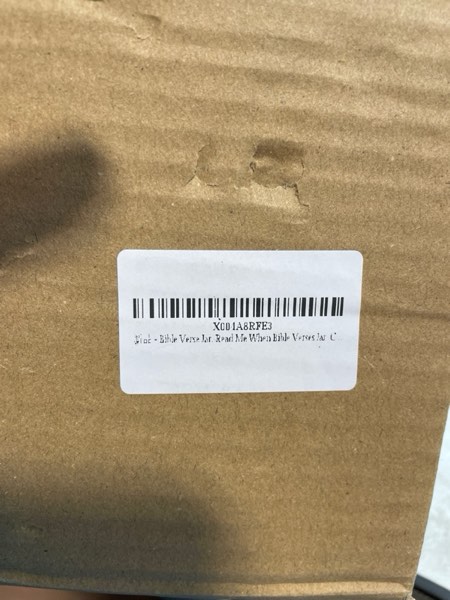 X001A8RFE3
- Bible Verse Jar, Read Me When Bible Verses Jar C...